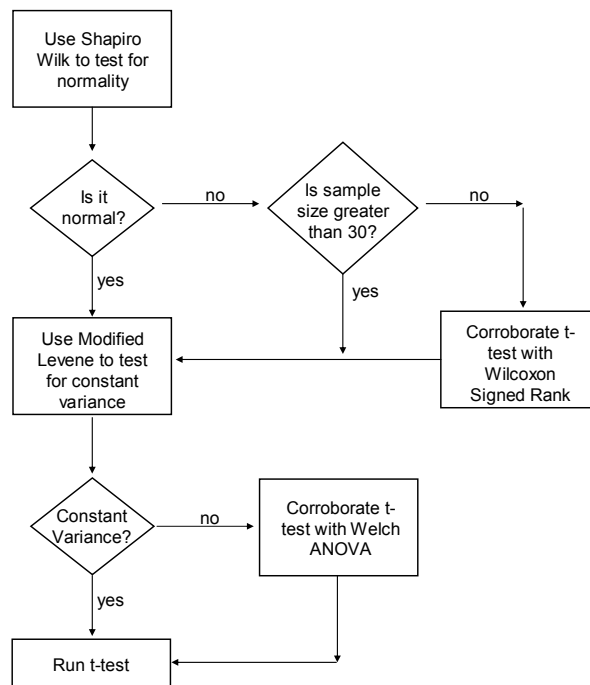 Use Shapiro
Wilk to test for
normality
Is it
normal?
no
Is sample
size greater
than 30?
no
yes
yes
Use Modified
Levene to test
for constant
variance
Corroborate t-
test with
Wilcoxon
Signed Rank
Constant
Variance?
no
Corroborate t-
test with Welch
ANOVA
yes
Run t-test